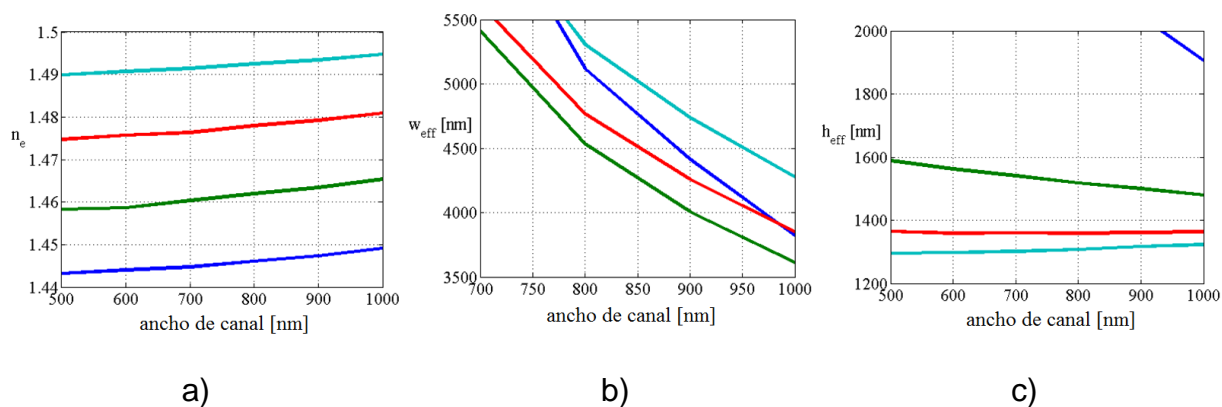 1.5
1.49
1.48
n_e
1.47
1.46
1.45
1.44
500 600 700 800 900 1000
ancho de canal [nm]
a)
5500
5000
w_eff [nm]
4500
4000
3500
700 750 800 850 900 950 1000
ancho de canal [nm]
b)
2000
1800
h_eff [nm]
1600
1400
1200
500 600 700 800 900 1000
ancho de canal [nm]
c)